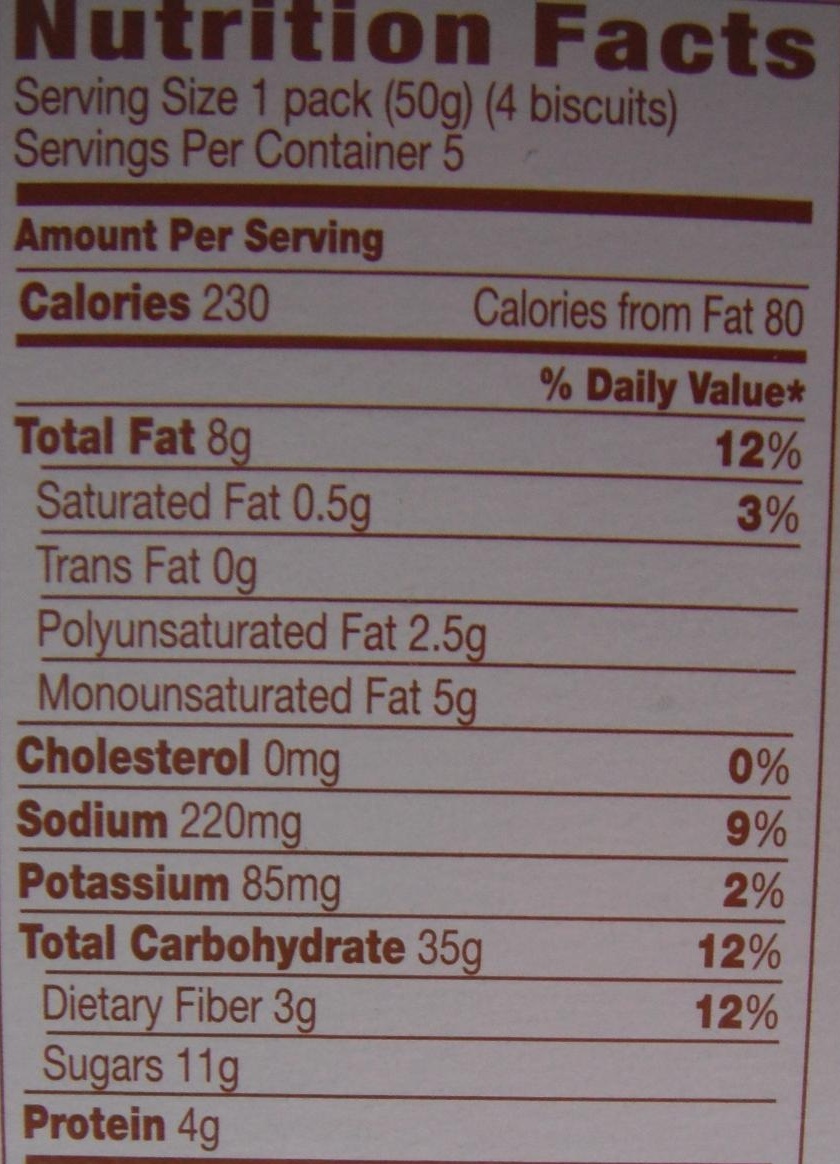 Nutrition Facts
Serving Size 1 pack (50g) (4 biscuits)
Servings Per Container 5
Amount Per Serving
Calories 230 Calories from Fat 80
% Daily Value*
Total Fat 8g 12%
Saturated Fat 0.5g 3%
Trans Fat 0g
Polyunsaturated Fat 2.5g
Monounsaturated Fat 5g
Cholesterol 0mg 0%
Sodium 220mg 9%
Potassium 85mg 2%
Total Carbohydrate 35g 12%
Dietary Fiber 3g 12%
Sugars 11g
Protein 4g